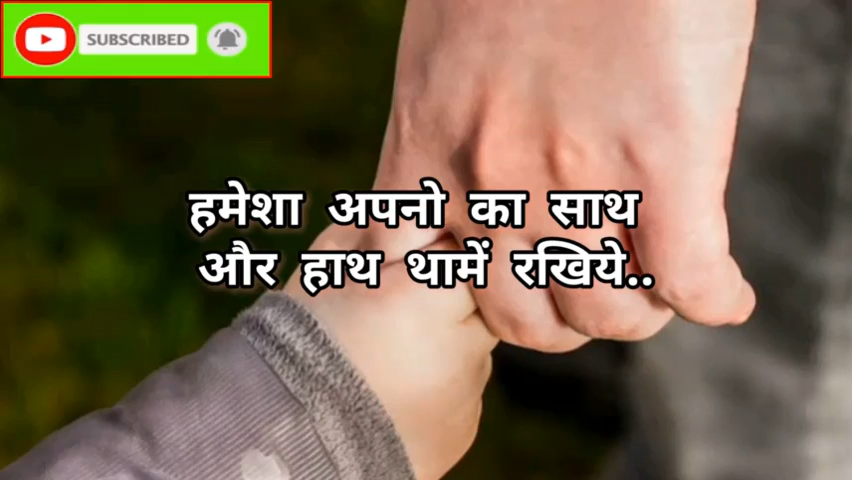 SUBSCRIBED
हमेशा अपनो का साथ
और हाथ थामें रखिये..